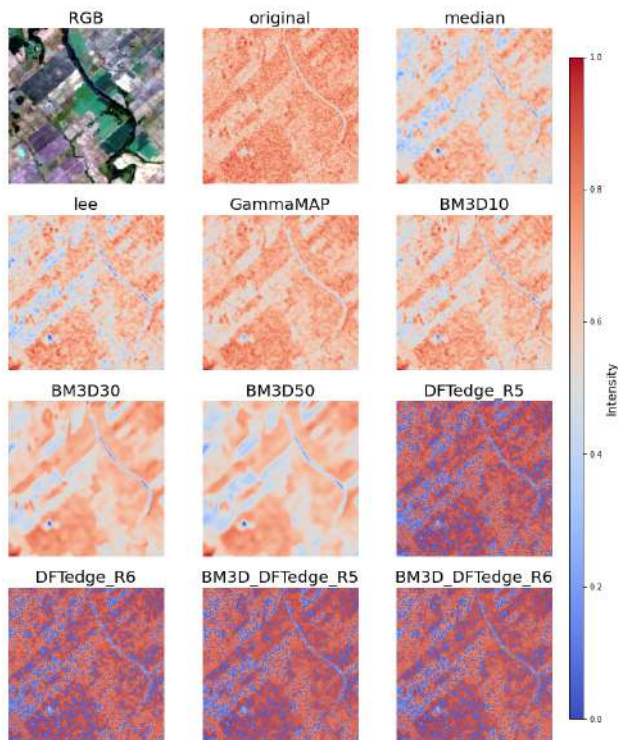 RGB
original
median
lee
GammaMAP
BM3D10
BM3D30
BM3D50
DFTedge_R5
DFTedge_R6
BM3D_DFTedge_R5
BM3D_DFTedge_R6
1.0
0.8
0.6
0.4
0.2
0.0
Intensity